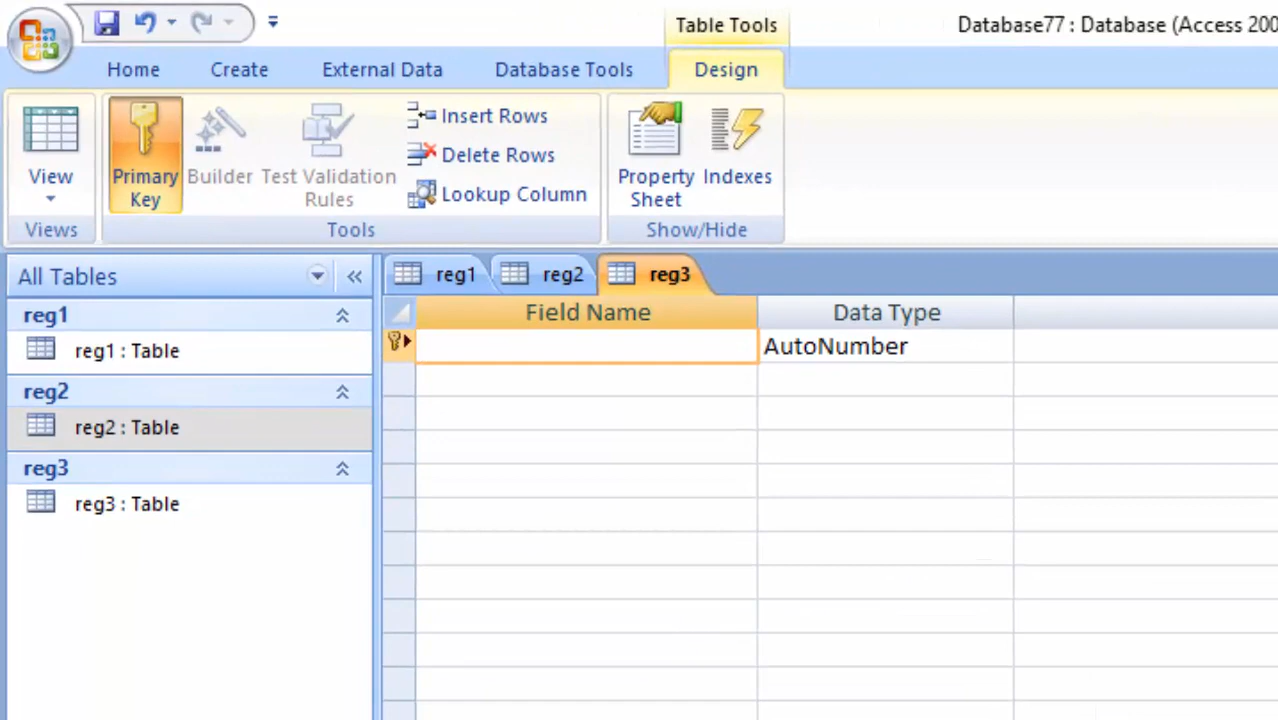 Table Tools
Database77 : Database (Access 200
Home
Create
External Data
Database Tools
Design
View
Primary
Key
Builder
Test Validation
Rules
Insert Rows
Delete Rows
Lookup Column
Property
Sheet
Indexes
Views
Tools
Show/Hide
All Tables
reg1
reg1 : Table
reg2
reg2 : Table
reg3
reg3 : Table
reg1
reg2
reg3
Field Name
Data Type
AutoNumber